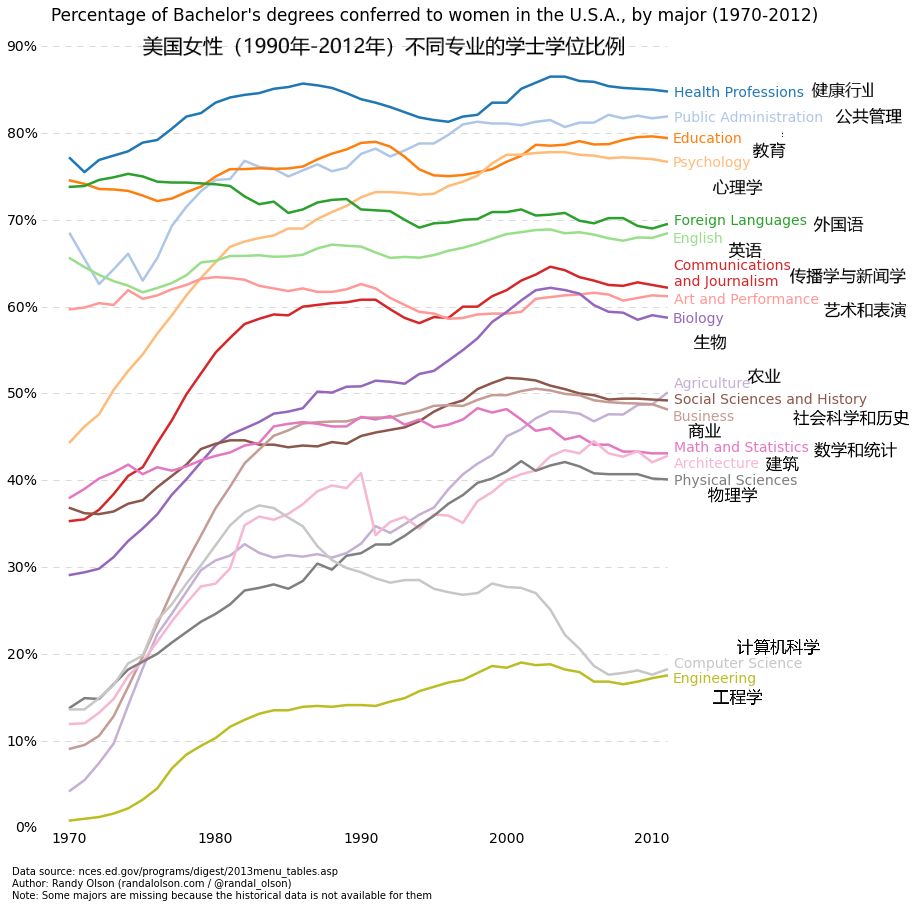 Percentage of Bachelor's degrees conferred to women in the U.S.A., by major (1970-2012)
美国女性（1990年-2012年）不同专业的学士学位比例
90%
80%
70%
60%
50%
40%
30%
20%
10%
0%
Health Professions 健康行业
Public Administration 公共管理
Education
教育
Psychology
心理学
Foreign Languages 外国语
English
英语
Communications
and Journalism 传播学与新闻学
Art and Performance
艺术和表演
Biology
生物
农业
Agriculture
Social Sciences and History
Business 社会科学和历史
商业
Math and Statistics 数学和统计
Architecture 建筑
Physical Sciences
物理学
计算机科学
Computer Science
Engineering
工程学
1970 1980 1990 2000 2010
Data source: nces.ed.gov/programs/digest/2013menu_tables.asp
Author: Randy Olson (randalolson.com / @randal_olson)
Note: Some majors are missing because the historical data is not available for them